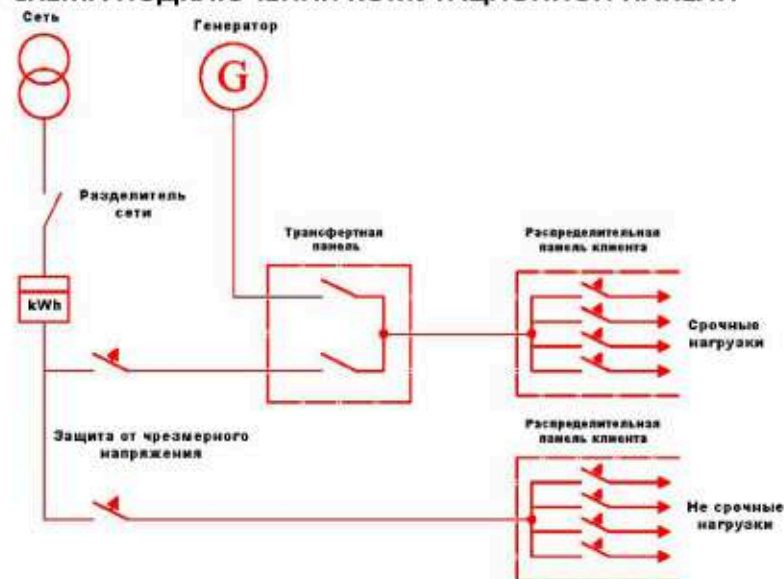 Сеть
Генератор
G
Разделитель
сети
Трансфертная
панель
Распределительная
панель клиента
kWh
Срочные
нагрузки
Защита от чрезмерного
напряжения
Распределительная
панель клиента
Не срочные
нагрузки